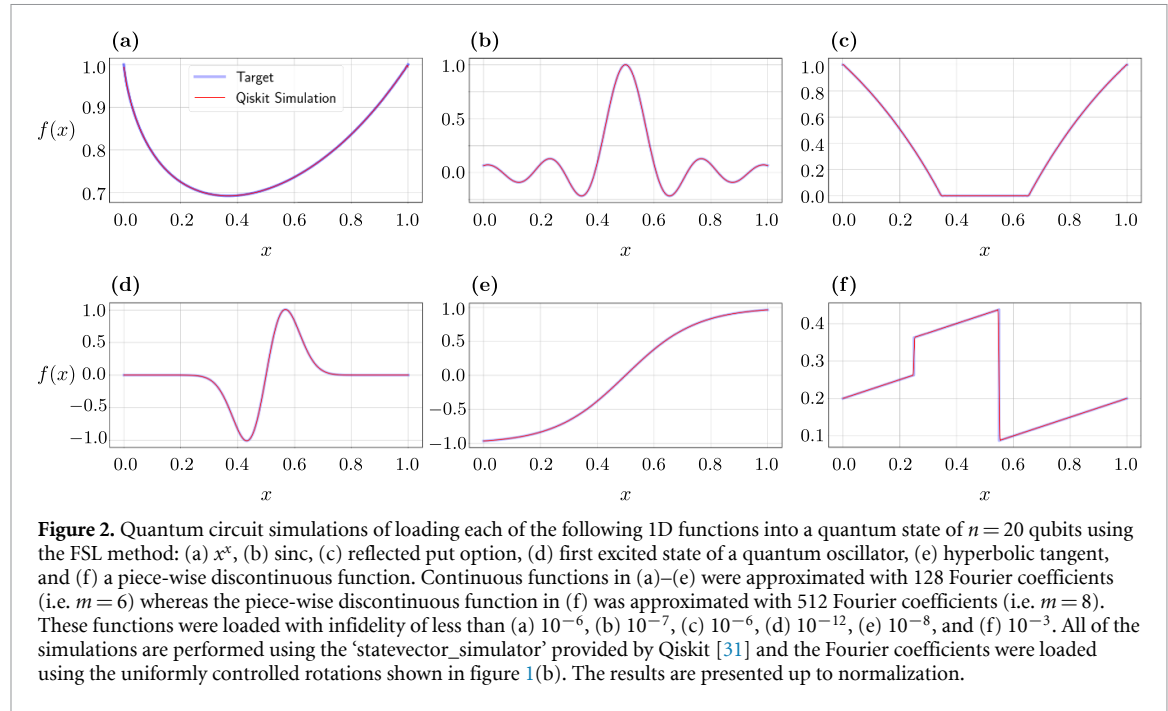 (a) (b) (c)
1.0 0.9 0.8 0.7
f(x)
Target
Qiskit Simulation
0.0 0.2 0.4 0.6 0.8 1.0
x
1.0 0.5 0.0
0.0 0.2 0.4 0.6 0.8 1.0
x
1.0 0.8 0.6 0.4 0.2 0.0
0.0 0.2 0.4 0.6 0.8 1.0
x
(d) (e) (f)
1.0 0.5 0.0 −0.5 −1.0
f(x)
0.0 0.2 0.4 0.6 0.8 1.0
x
1.0 0.5 0.0 −0.5 −1.0
0.0 0.2 0.4 0.6 0.8 1.0
x
0.4 0.3 0.2 0.1
0.0 0.2 0.4 0.6 0.8 1.0
x
Figure 2. Quantum circuit simulations of loading each of the following 1D functions into a quantum state of n = 20 qubits using
the FSL method: (a) xˣ, (b) sinc, (c) reflected put option, (d) first excited state of a quantum oscillator, (e) hyperbolic tangent,
and (f) a piece-wise discontinuous function. Continuous functions in (a)–(e) were approximated with 128 Fourier coefficients
(i.e. m = 6) whereas the piece-wise discontinuous function in (f) was approximated with 512 Fourier coefficients (i.e. m = 8).
These functions were loaded with infidelity of less than (a) 10⁻⁶, (b) 10⁻⁷, (c) 10⁻⁶, (d) 10⁻¹², (e) 10⁻⁸, and (f) 10⁻³. All of the
simulations are performed using the ‘statevector_simulator’ provided by Qiskit [31] and the Fourier coefficients were loaded
using the uniformly controlled rotations shown in figure 1(b). The results are presented up to normalization.